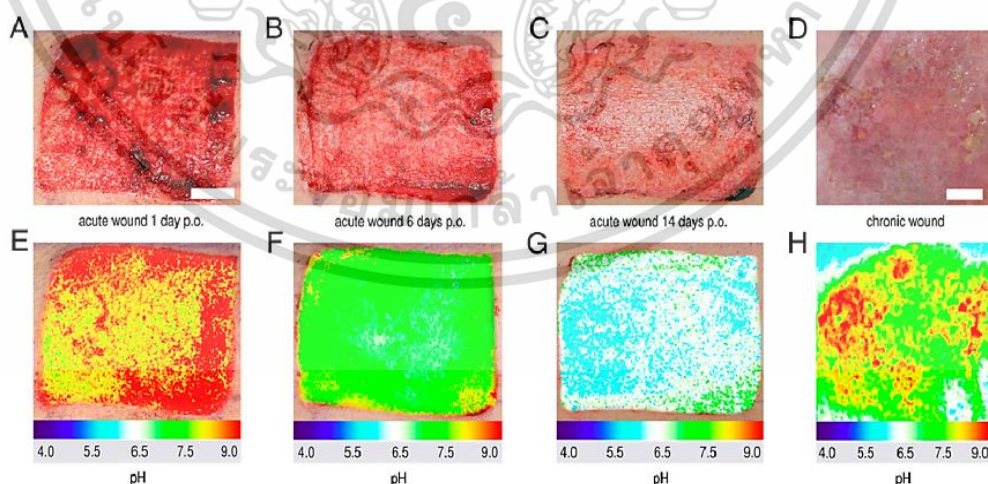 A B C D
acute wound 1 day p.o. acute wound 6 days p.o. acute wound 14 days p.o. chronic wound
E F G H
4.0 5.5 6.5 7.5 9.0 4.0 5.5 6.5 7.5 9.0 4.0 5.5 6.5 7.5 9.0 4.0 5.5 6.5 7.5 9.0
pH pH pH pH